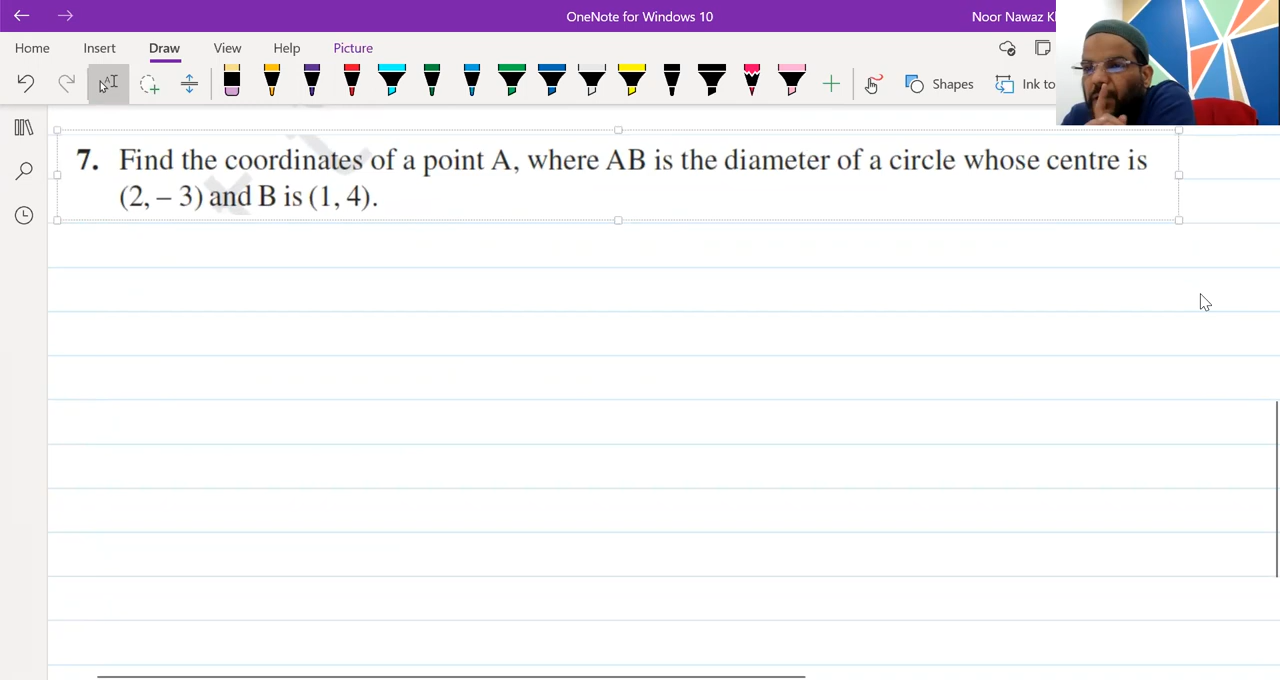 OneNote for Windows 10
Noor Nawaz
Home Insert Draw View Help Picture
Shapes Ink to
7. Find the coordinates of a point A, where AB is the diameter of a circle whose centre is
(2, – 3) and B is (1, 4).